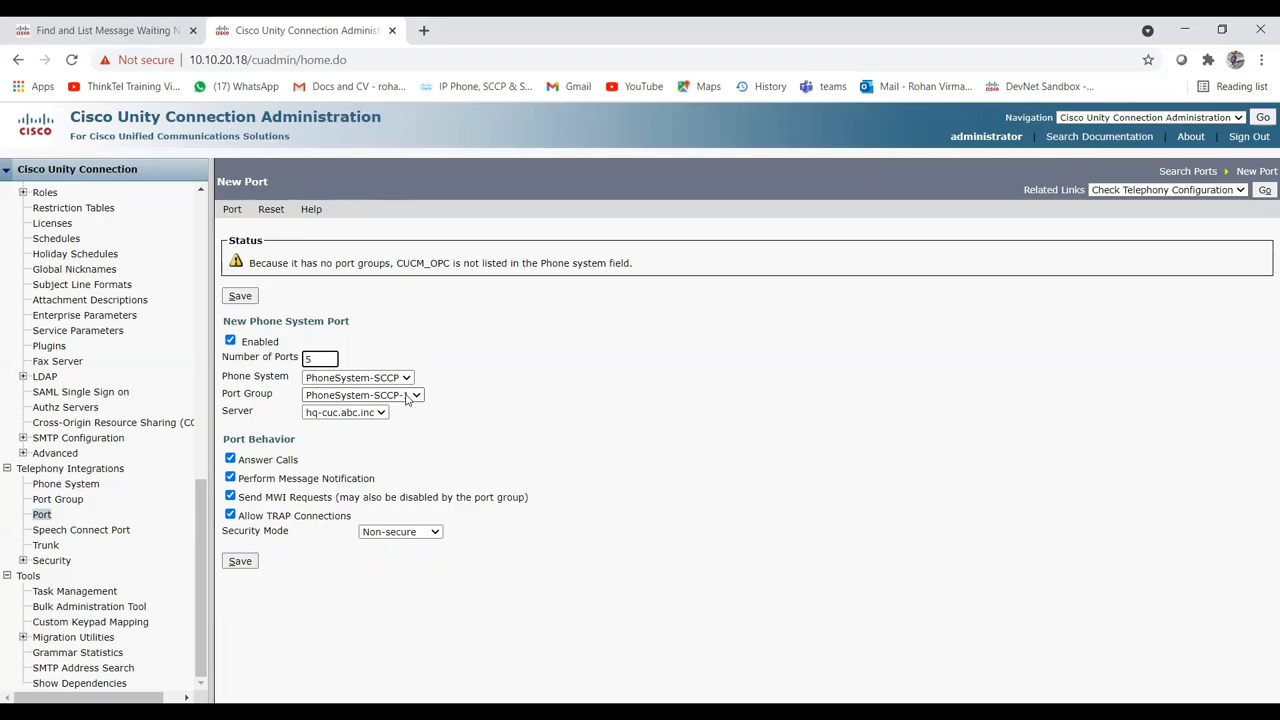 Find and List Message Waiting N
Cisco Unity Connection Administ
Not secure 10.10.20.18/cuadmin/home.do
Apps
ThinkTel Training 'Vi...
(17) WhatsApp
Docs and CV - roha...
IP Phone, SCCP & S...
Gmail
YouTube
Maps
History
teams
Mail - Rohan Virma...
DevNet Sandbox -...
Reading list
CISCO
Cisco Unity Connection Administration
For Cisco Unified Communications Solutions
Navigation Cisco Unity Connection Administration Go
administrator Search Documentation About Sign Out
Cisco Unity Connection
Roles
Restriction Tables
Licenses
Schedules
Holiday Schedules
Global Nicknames
Subject Line Formats
Attachment Descriptions
Enterprise Parameters
Service Parameters
Plugins
Fax Server
LDAP
SAML Single Sign on
Authz Servers
Cross-Origin Resource Sharing (CO
SMTP Configuration
Advanced
Telephony Integrations
Phone System
Port Group
Port
Speech Connect Port
Trunk
Security
Tools
Task Management
Bulk Administration Tool
Custom Keypad Mapping
Migration Utilities
Grammar Statistics
SMTP Address Search
Show Dependencies
New Port
Search Ports New Port
Related Links Check Telephony Configuration Go
Port Reset Help
Status
Because it has no port groups, CUCM_OPC is not listed in the Phone system field.
Save
New Phone System Port
Enabled
Number of Ports 5
Phone System PhoneSystem-SCCP
Port Group PhoneSystem-SCCP-
Server hq-cuc.abc.inc
Port Behavior
Answer Calls
Perform Message Notification
Send MWI Requests (may also be disabled by the port group)
Allow TRAP Connections
Security Mode Non-secure
Save